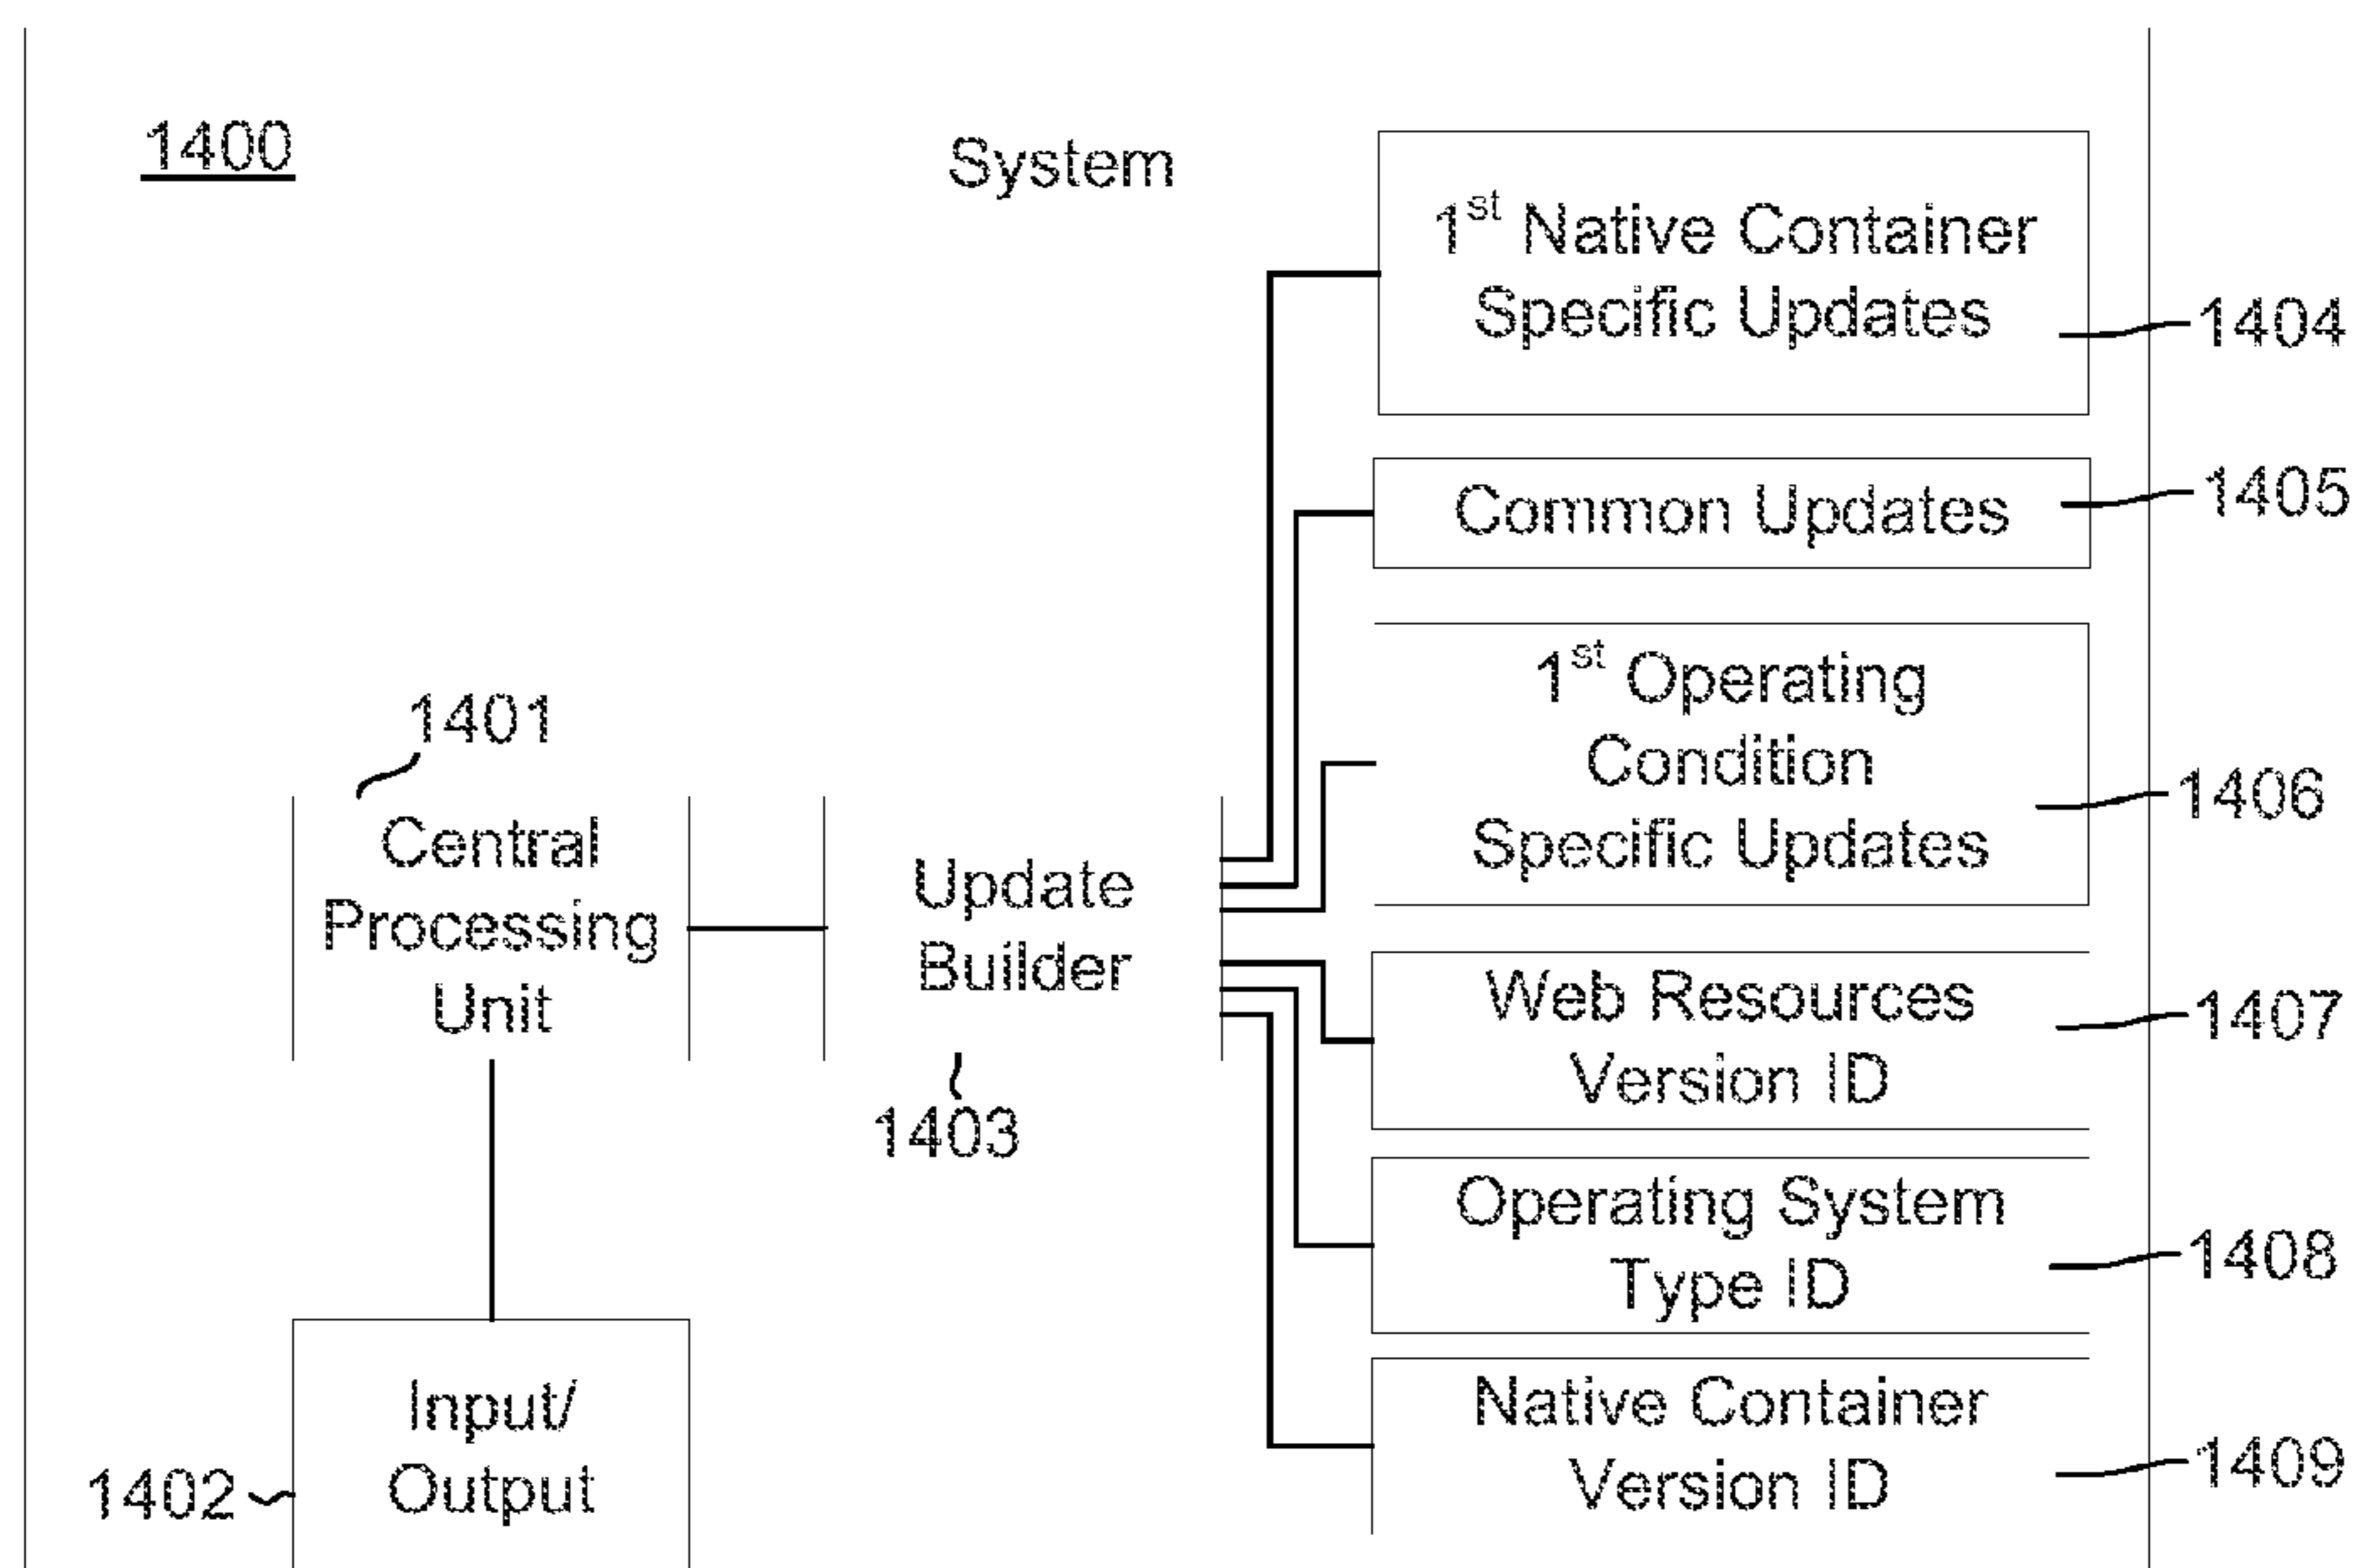 1400
System
1st Native Container
Specific Updates
1404
Common Updates
1405
1st Operating
Condition
Specific Updates
1406
1401
Central
Processing
Unit
Update
Builder
1403
Web Resources
Version ID
1407
Operating System
Type ID
1408
Input/
Output
1402
Native Container
Version ID
1409